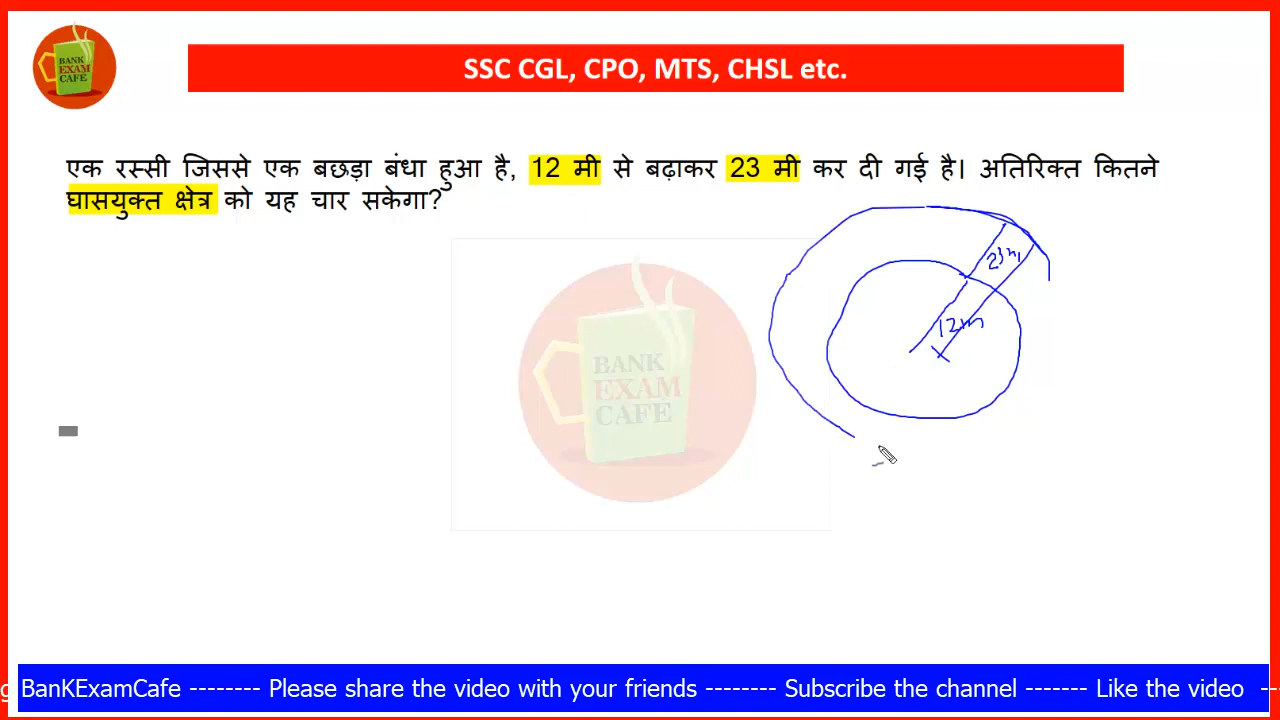 BANK
EXAM
CAFE
SSC CGL, CPO, MTS, CHSL etc.
एक रस्सी जिससे एक बछड़ा बंधा हुआ है, 12 मी से बढ़ाकर 23 मी कर दी गई है। अतिरिक्त कितने
घासयुक्त क्षेत्र को यह चार सकेगा?
23m
12m
BANK
EXAM
CAFE
g BanKExamCafe -------- Please share the video with your friends -------- Subscribe the channel ------- Like the video --